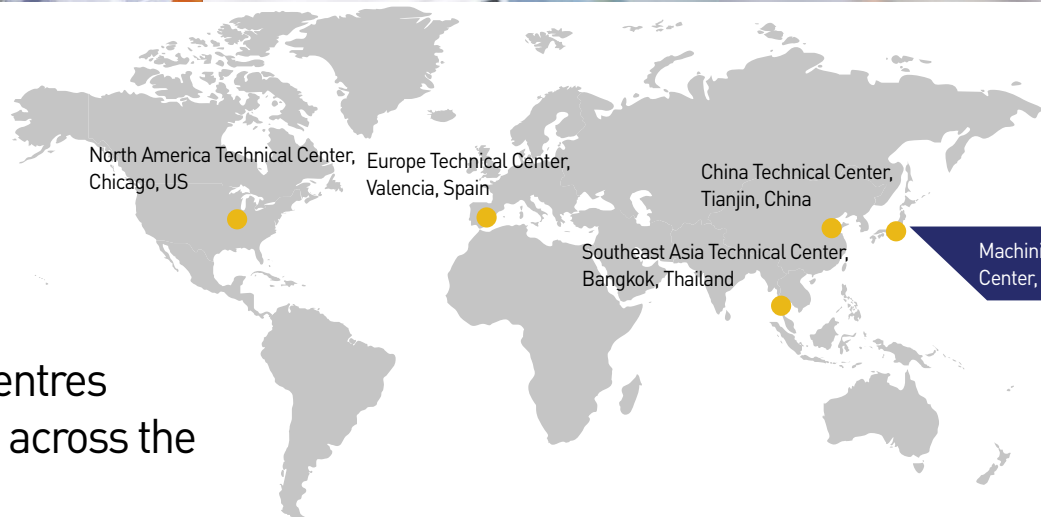 North America Technical Center,
Chicago, US
Europe Technical Center,
Valencia, Spain
China Technical Center,
Tianjin, China
Southeast Asia Technical Center,
Bangkok, Thailand
Center,
across the